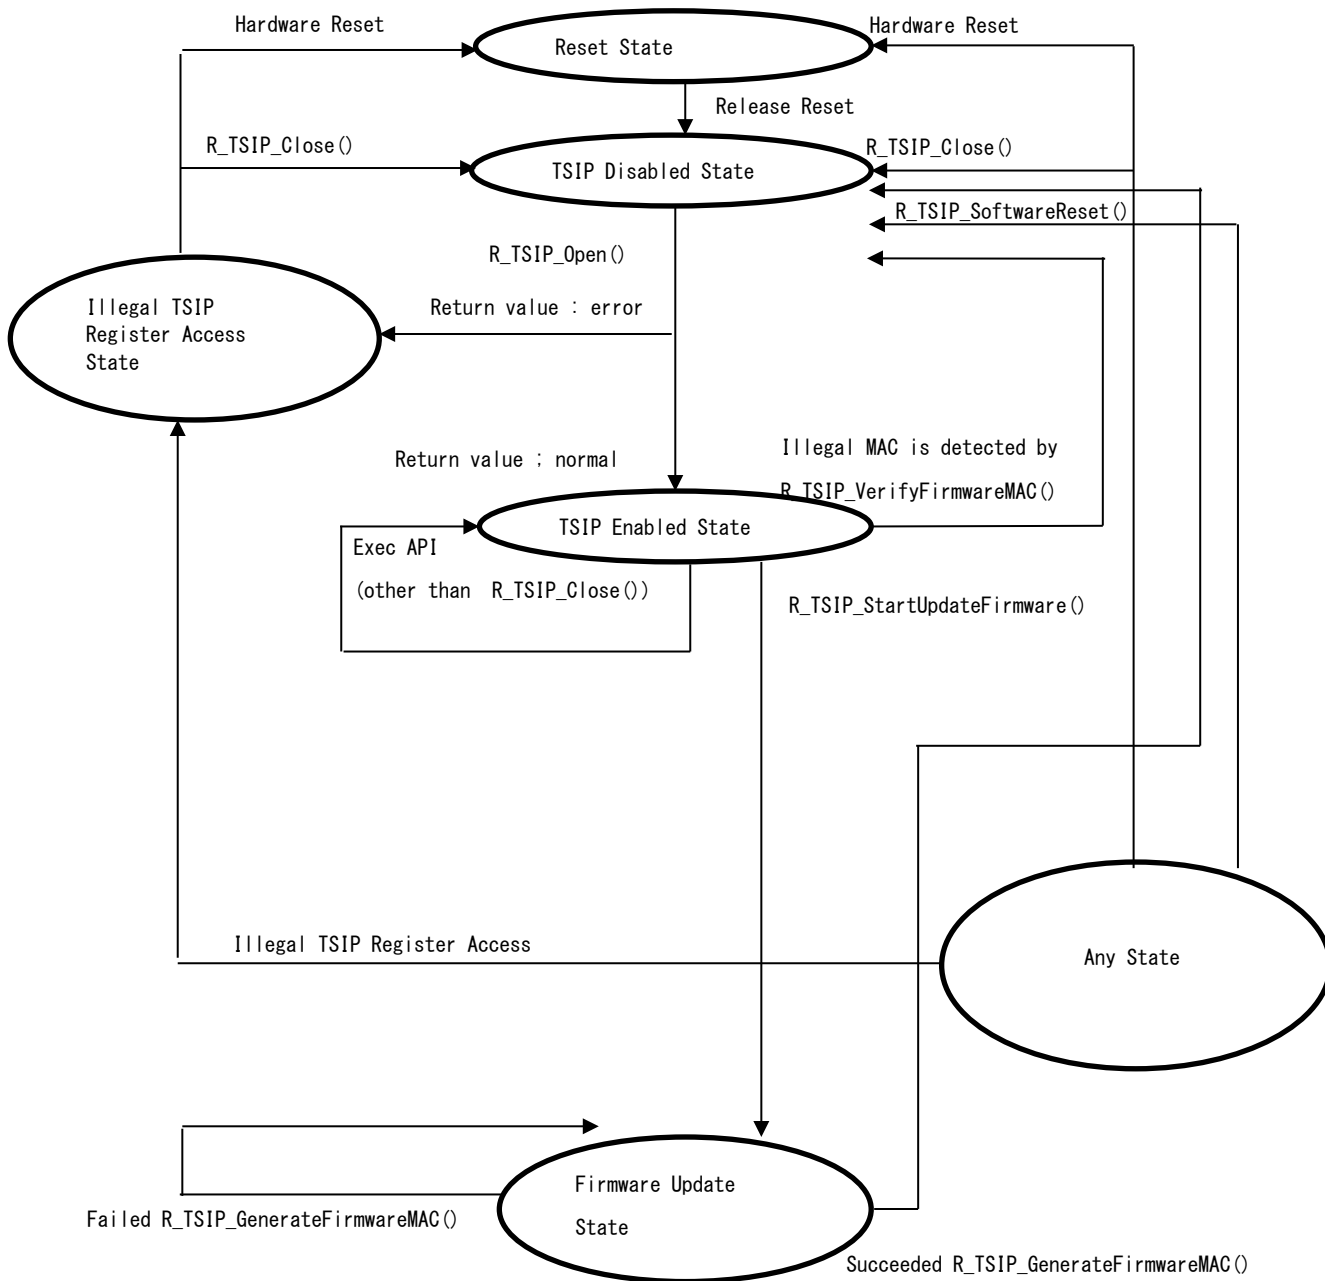 Hardware Reset
Hardware Reset
Reset State
Release Reset
R_TSIP_Close()
R_TSIP_Close()
TSIP Disabled State
R_TSIP_SoftwareReset()
R_TSIP_Open()
Illegal TSIP
Register Access
State
Return value : error
Return value ; normal
Illegal MAC is detected by
R_TSIP_VerifyFirmwareMAC()
TSIP Enabled State
Exec API
(other than R_TSIP_Close())
R_TSIP_StartUpdateFirmware()
Illegal TSIP Register Access
Any State
Firmware Update
State
Failed R_TSIP_GenerateFirmwareMAC()
Succeeded R_TSIP_GenerateFirmwareMAC()